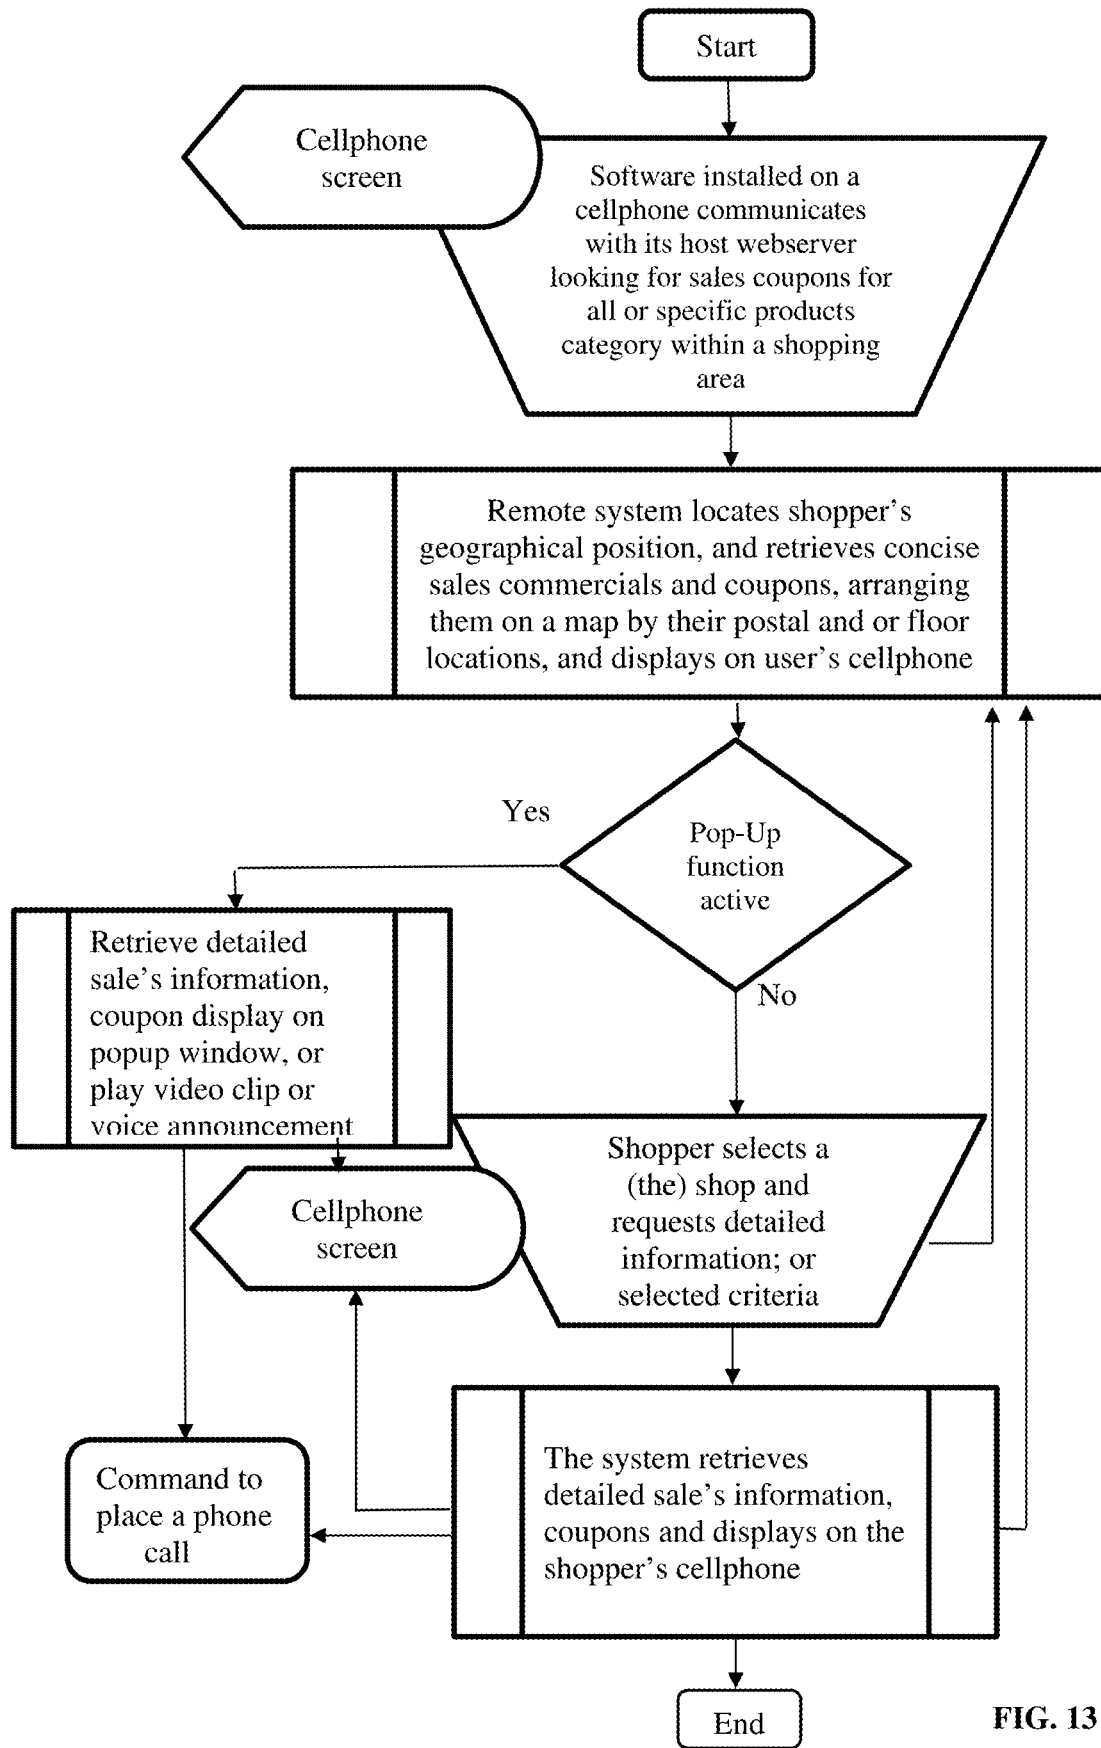 Start
Cellphone
screen
Software installed on a
cellphone communicates
with its host webserver
looking for sales coupons for
all or specific products
category within a shopping
area
Remote system locates shopper's
geographical position, and retrieves concise
sales commercials and coupons, arranging
them on a map by their postal and or floor
locations, and displays on user's cellphone
Yes
Pop-Up
function
active
No
Retrieve detailed
sale's information,
coupon display on
popup window, or
play video clip or
voice announcement
Shopper selects a
(the) shop and
requests detailed
information; or
selected criteria
Cellphone
screen
Command to
place a phone
call
The system retrieves
detailed sale's information,
coupons and displays on the
shopper's cellphone
End
FIG. 13